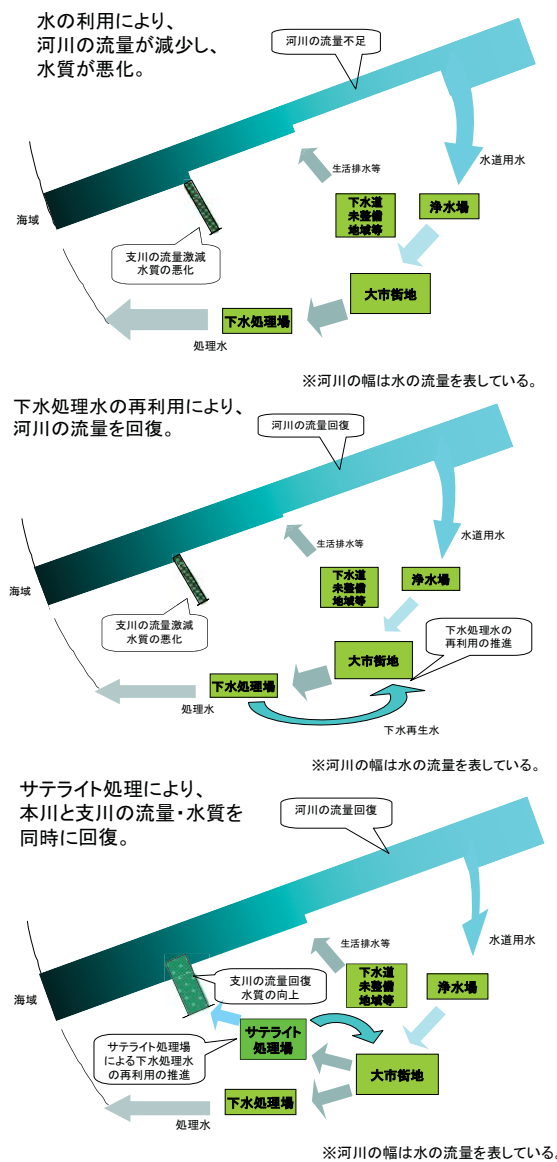 水の利用により、
河川の流量が減少し、
水質が悪化。
河川の流量不足
生活排水等
水道用水
海域
下水道
未整備
地域等
浄水場
支川の流量激減
水質の悪化
大市街地
下水処理場
処理水
※河川の幅は水の流量を表している。
下水処理水の再利用により、
河川の流量を回復。
河川の流量回復
生活排水等
水道用水
海域
下水道
未整備
地域等
浄水場
支川の流量激減
水質の悪化
下水処理水の
再利用の推進
大市街地
下水処理場
処理水
下水再生水
※河川の幅は水の流量を表している。
サテライト処理により、
本川と支川の流量・水質を
同時に回復。
河川の流量回復
生活排水等
水道用水
海域
支川の流量回復
水質の向上
下水道
未整備
地域等
浄水場
サテライト
処理場
サテライト処理場
による下水処理水
の再利用の推進
大市街地
下水処理場
処理水
※河川の幅は水の流量を表している。